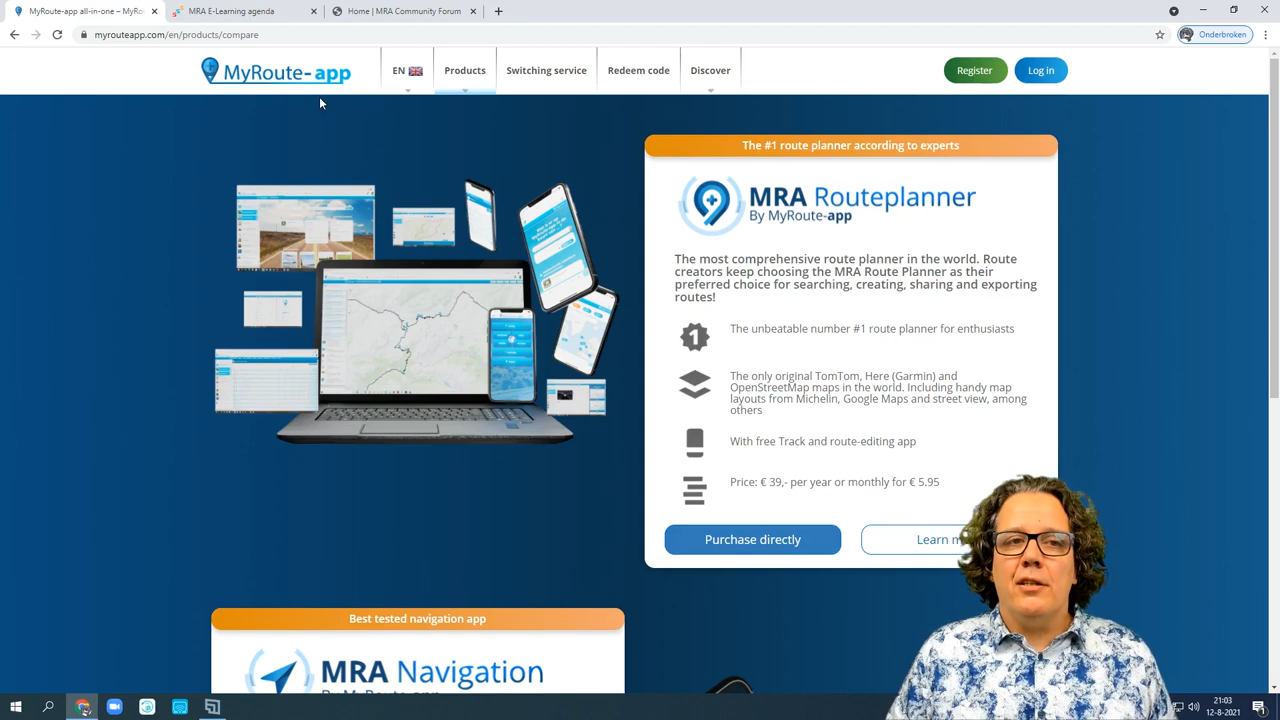 MyRoute-app all-in-one – MyRo
MRA E-Learning agenda
Home | MRA Community Forum
myrouteapp.com/en/products/compare
Onderbroken
MyRoute-app
EN
Products
Switching service
Redeem code
Discover
Register
Log in
The #1 route planner according to experts
MRA Routeplanner
By MyRoute-app
The most comprehensive route planner in the world. Route
creators keep choosing the MRA Route Planner as their
preferred choice for searching, creating, sharing and exporting
routes!
1
The unbeatable number #1 route planner for enthusiasts
The only original TomTom, Here (Garmin) and
OpenStreetMap maps in the world. Including handy map
layouts from Michelin, Google Maps and street view, among
others
With free Track and route-editing app
Price: € 39,- per year or monthly for € 5.95
Purchase directly
Learn m
Best tested navigation app
MRA Navigation
By MyRoute-app
21:03
12-8-2021
1